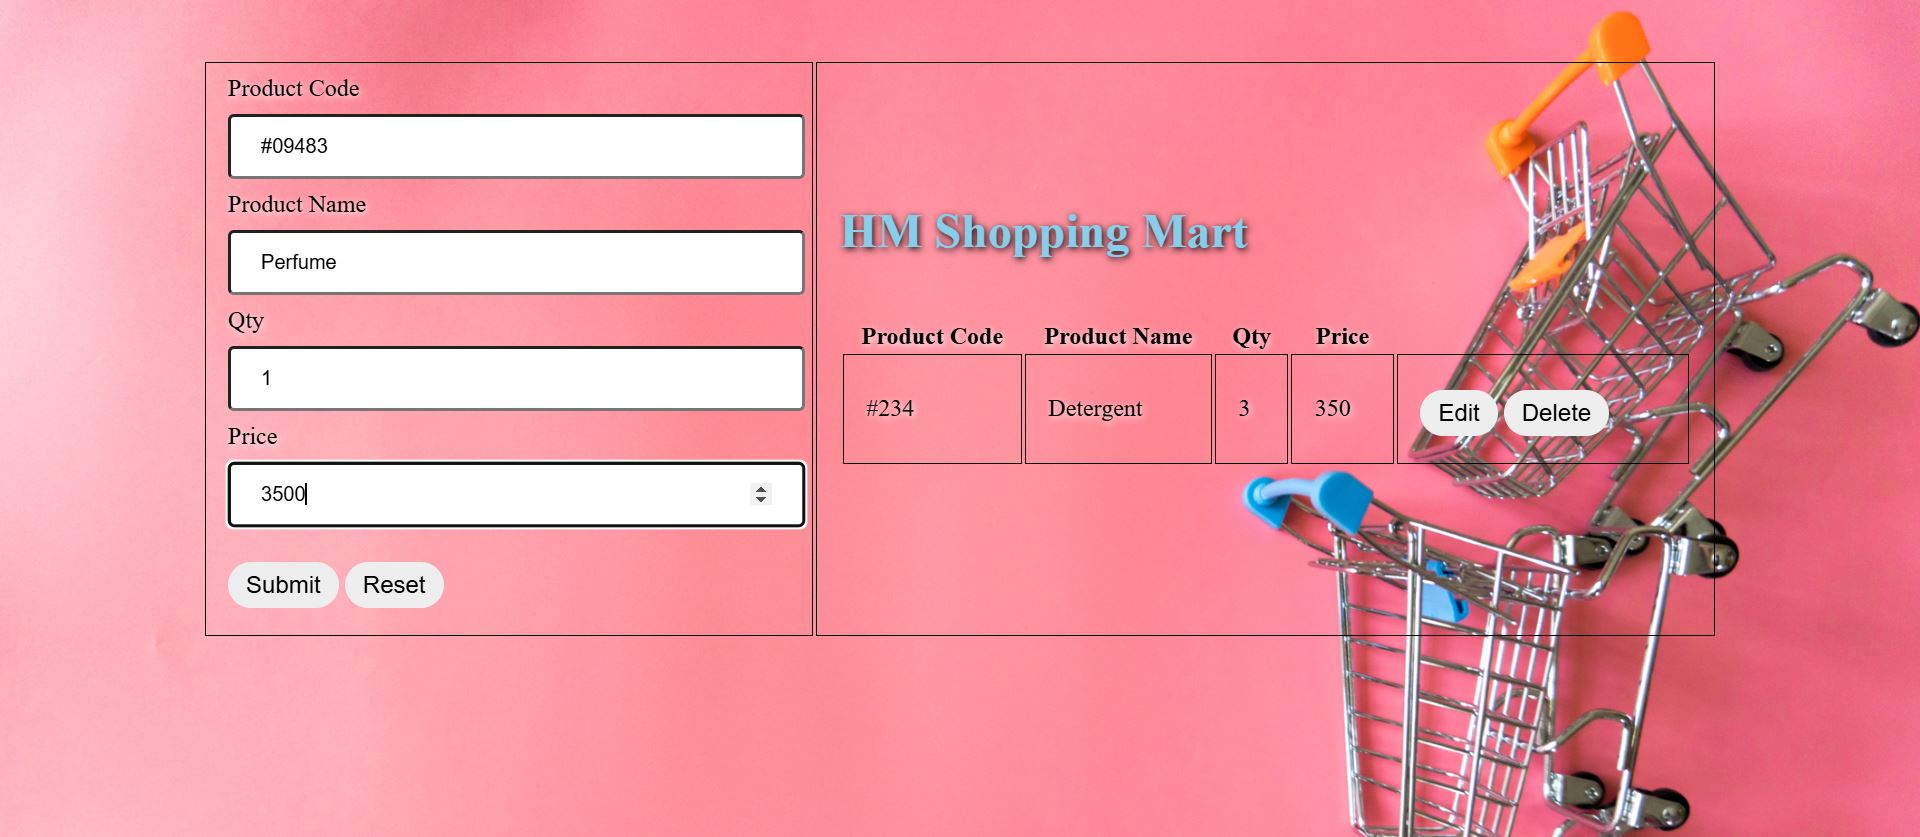 Product Code
#09483
Product Name
Perfume
Qty
1
Price
3500
Submit Reset
HM Shopping Mart
Product Code Product Name Qty Price
#234 Detergent 3 350 Edit Delete